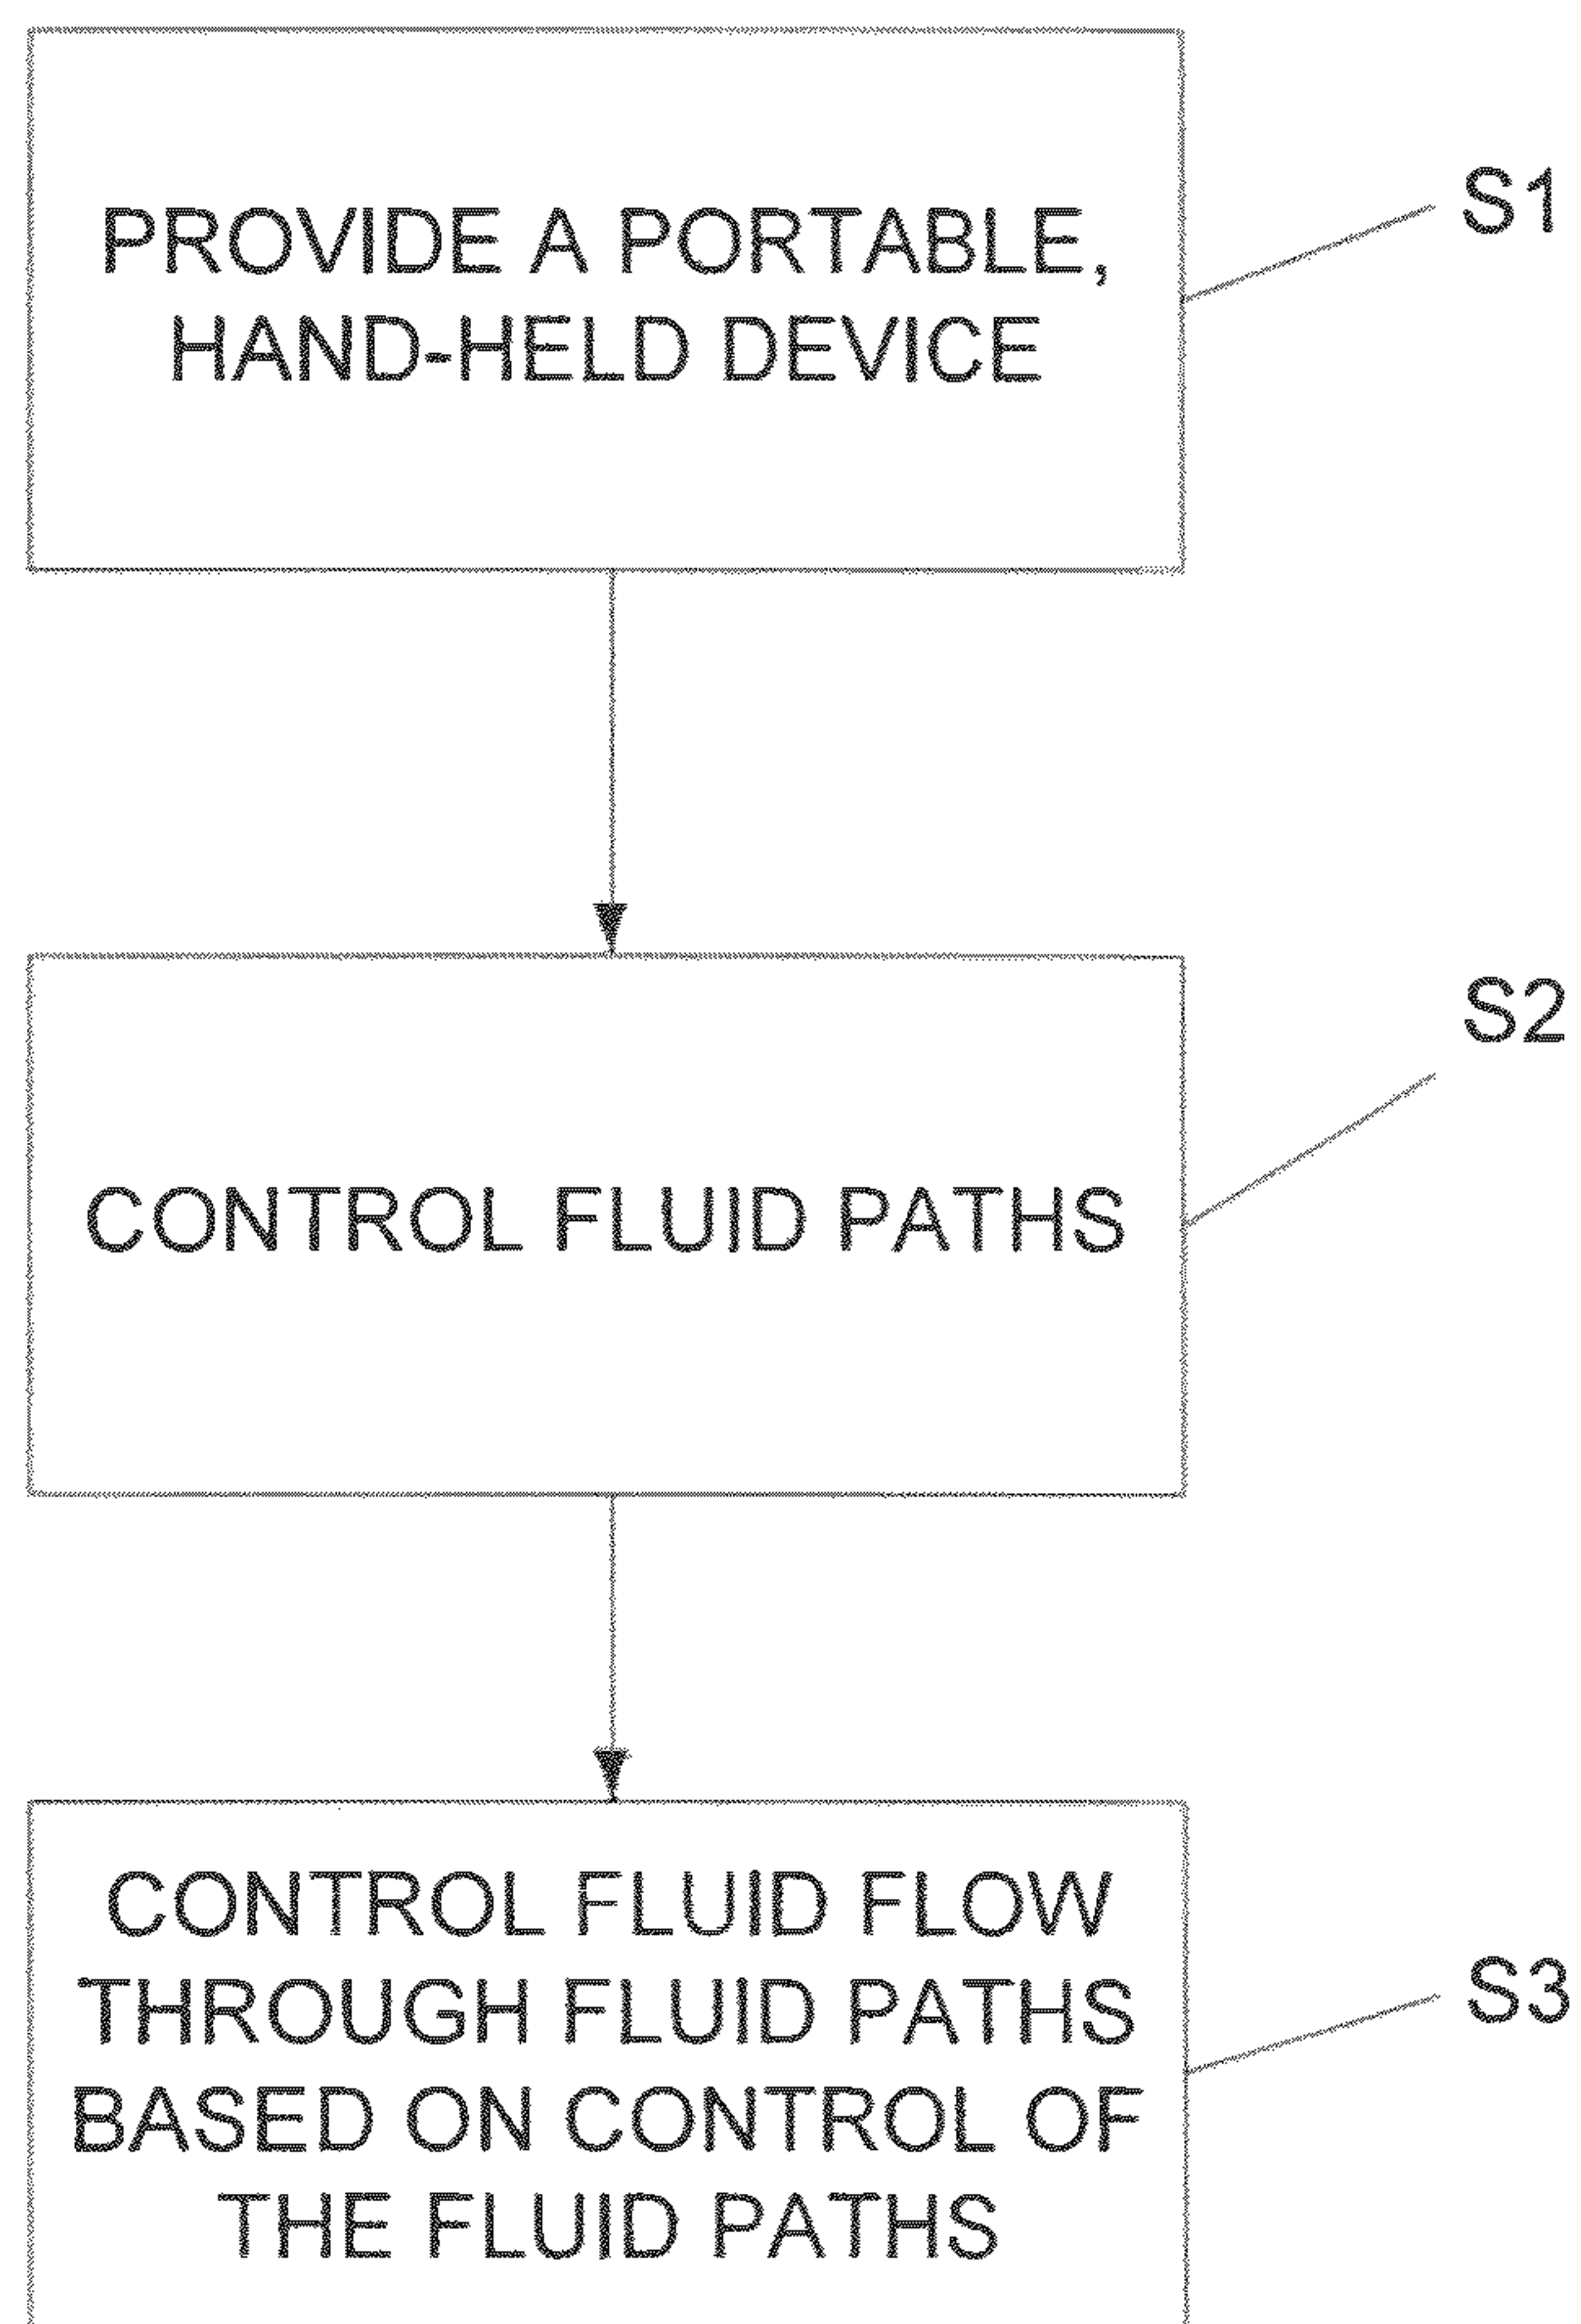 PROVIDE A PORTABLE,
HAND-HELD DEVICE
S1
CONTROL FLUID PATHS
S2
CONTROL FLUID FLOW
THROUGH FLUID PATHS
BASED ON CONTROL OF
THE FLUID PATHS
S3